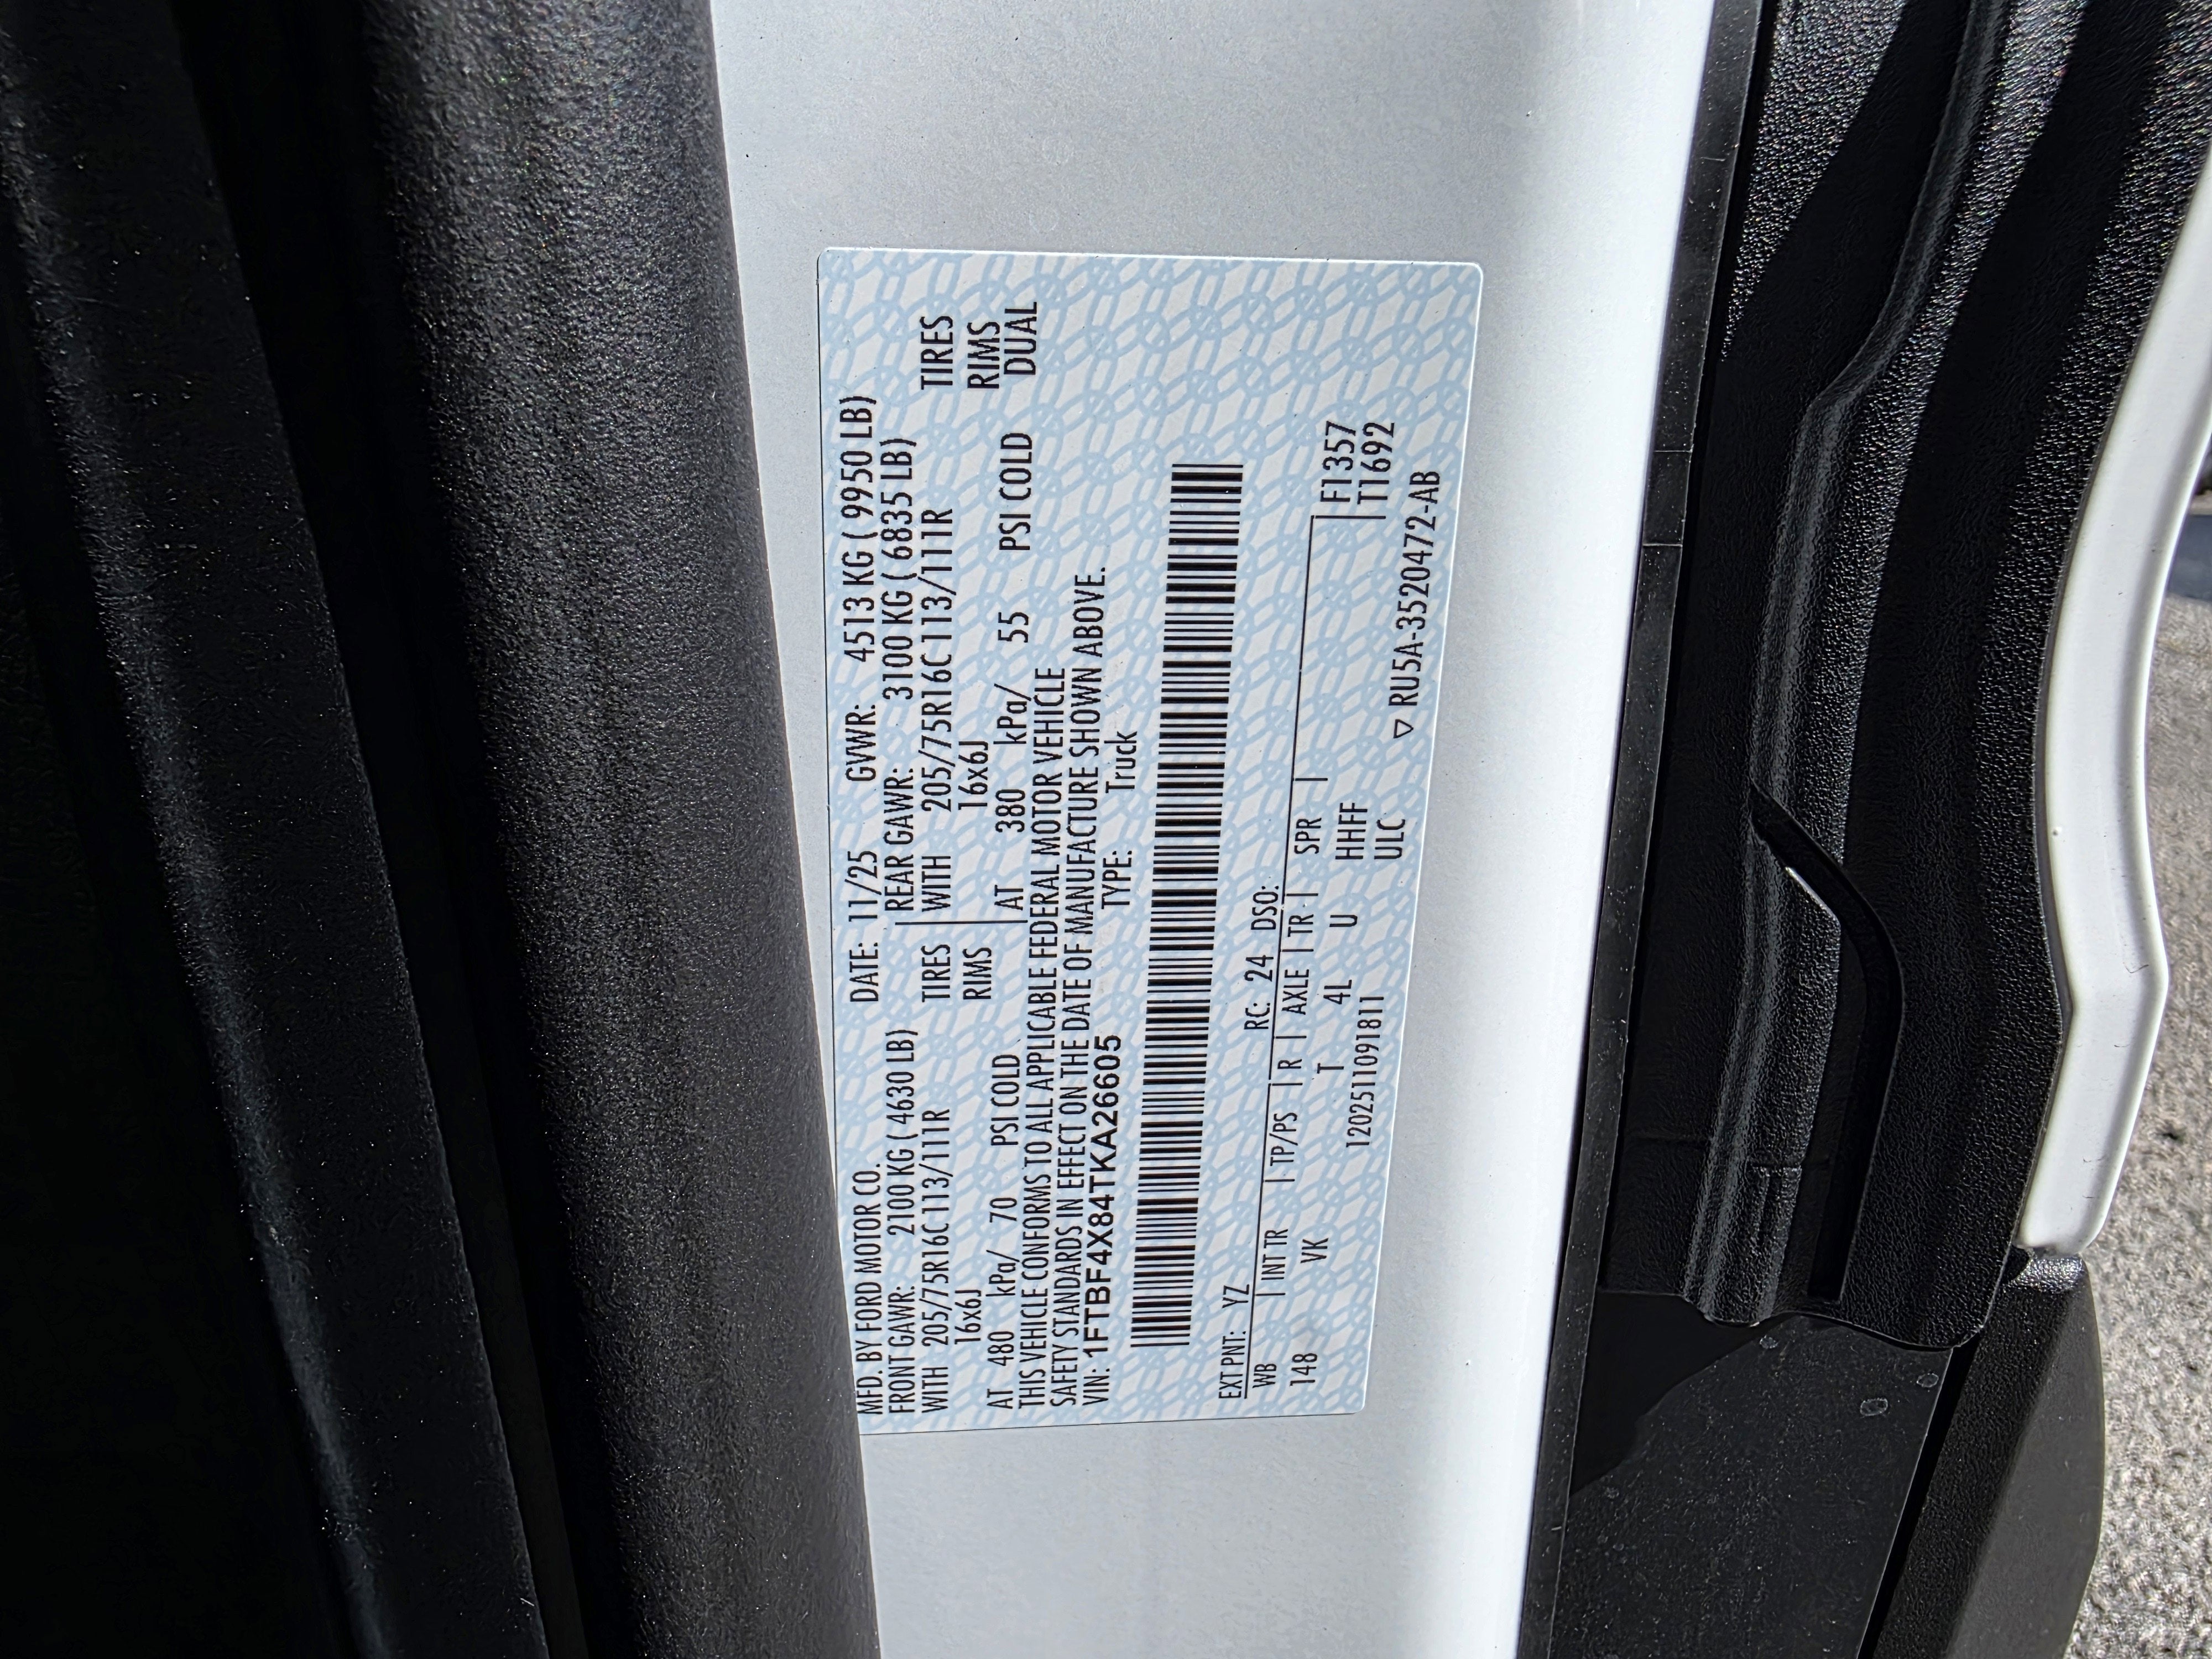 MFD. BY FORD MOTOR CO. DATE: 11/25 GVWR: 4513 KG ( 9950 LB)
FRONT GAWR: 2100 KG ( 4630 LB) REAR GAWR: 3100 KG ( 6835 LB)
WITH 205/75R16C 113/111R TIRES WITH 205/75R16C 113/111R TIRES
16x6J RIMS 16x6J RIMS
AT 480 kPa/ 70 PSI COLD AT 380 kPa/ 55 PSI COLD DUAL
THIS VEHICLE CONFORMS TO ALL APPLICABLE FEDERAL MOTOR VEHICLE
SAFETY STANDARDS IN EFFECT ON THE DATE OF MANUFACTURE SHOWN ABOVE.
VIN: 1FTBF4X84TKA26605 TYPE: Truck
EXT PNT: YZ RC: 24 DSO:
WB | INT TR | TP/PS | R | AXLE | TR | SPR | F1357
148 VK T 4L U HHFF T1692
1202511091811 ULC ▽ RU5A-3520472-AB